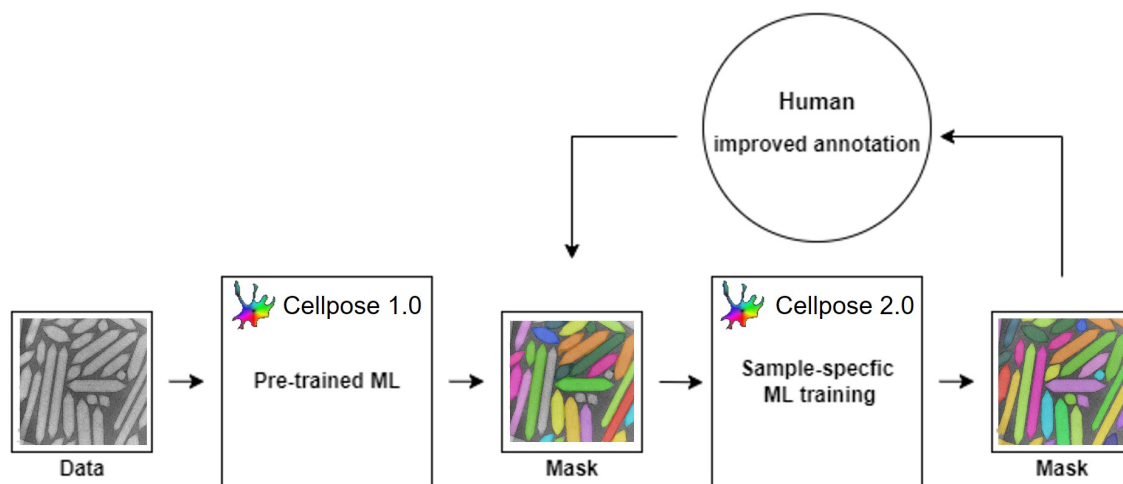 Human
improved annotation
Cellpose 1.0
Cellpose 2.0
Pre-trained ML
Sample-specfic
ML training
Data
Mask
Mask